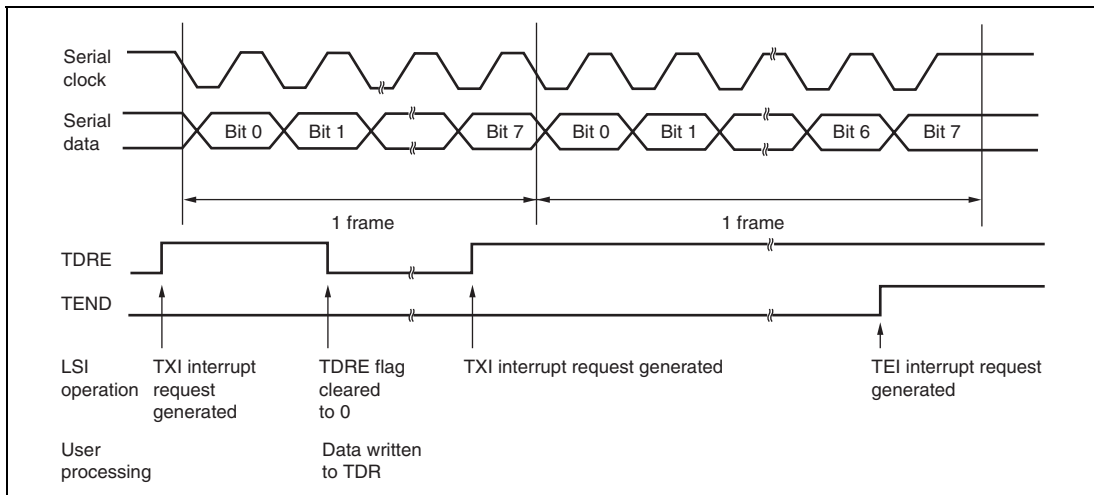 Serial
clock
Serial
data
Bit 0
Bit 1
Bit 7
Bit 0
Bit 1
Bit 6
Bit 7
1 frame
1 frame
TDRE
TEND
LSI
operation
TXI interrupt
request
generated
TDRE flag
cleared
to 0
TXI interrupt request generated
TEI interrupt request
generated
User
processing
Data written
to TDR